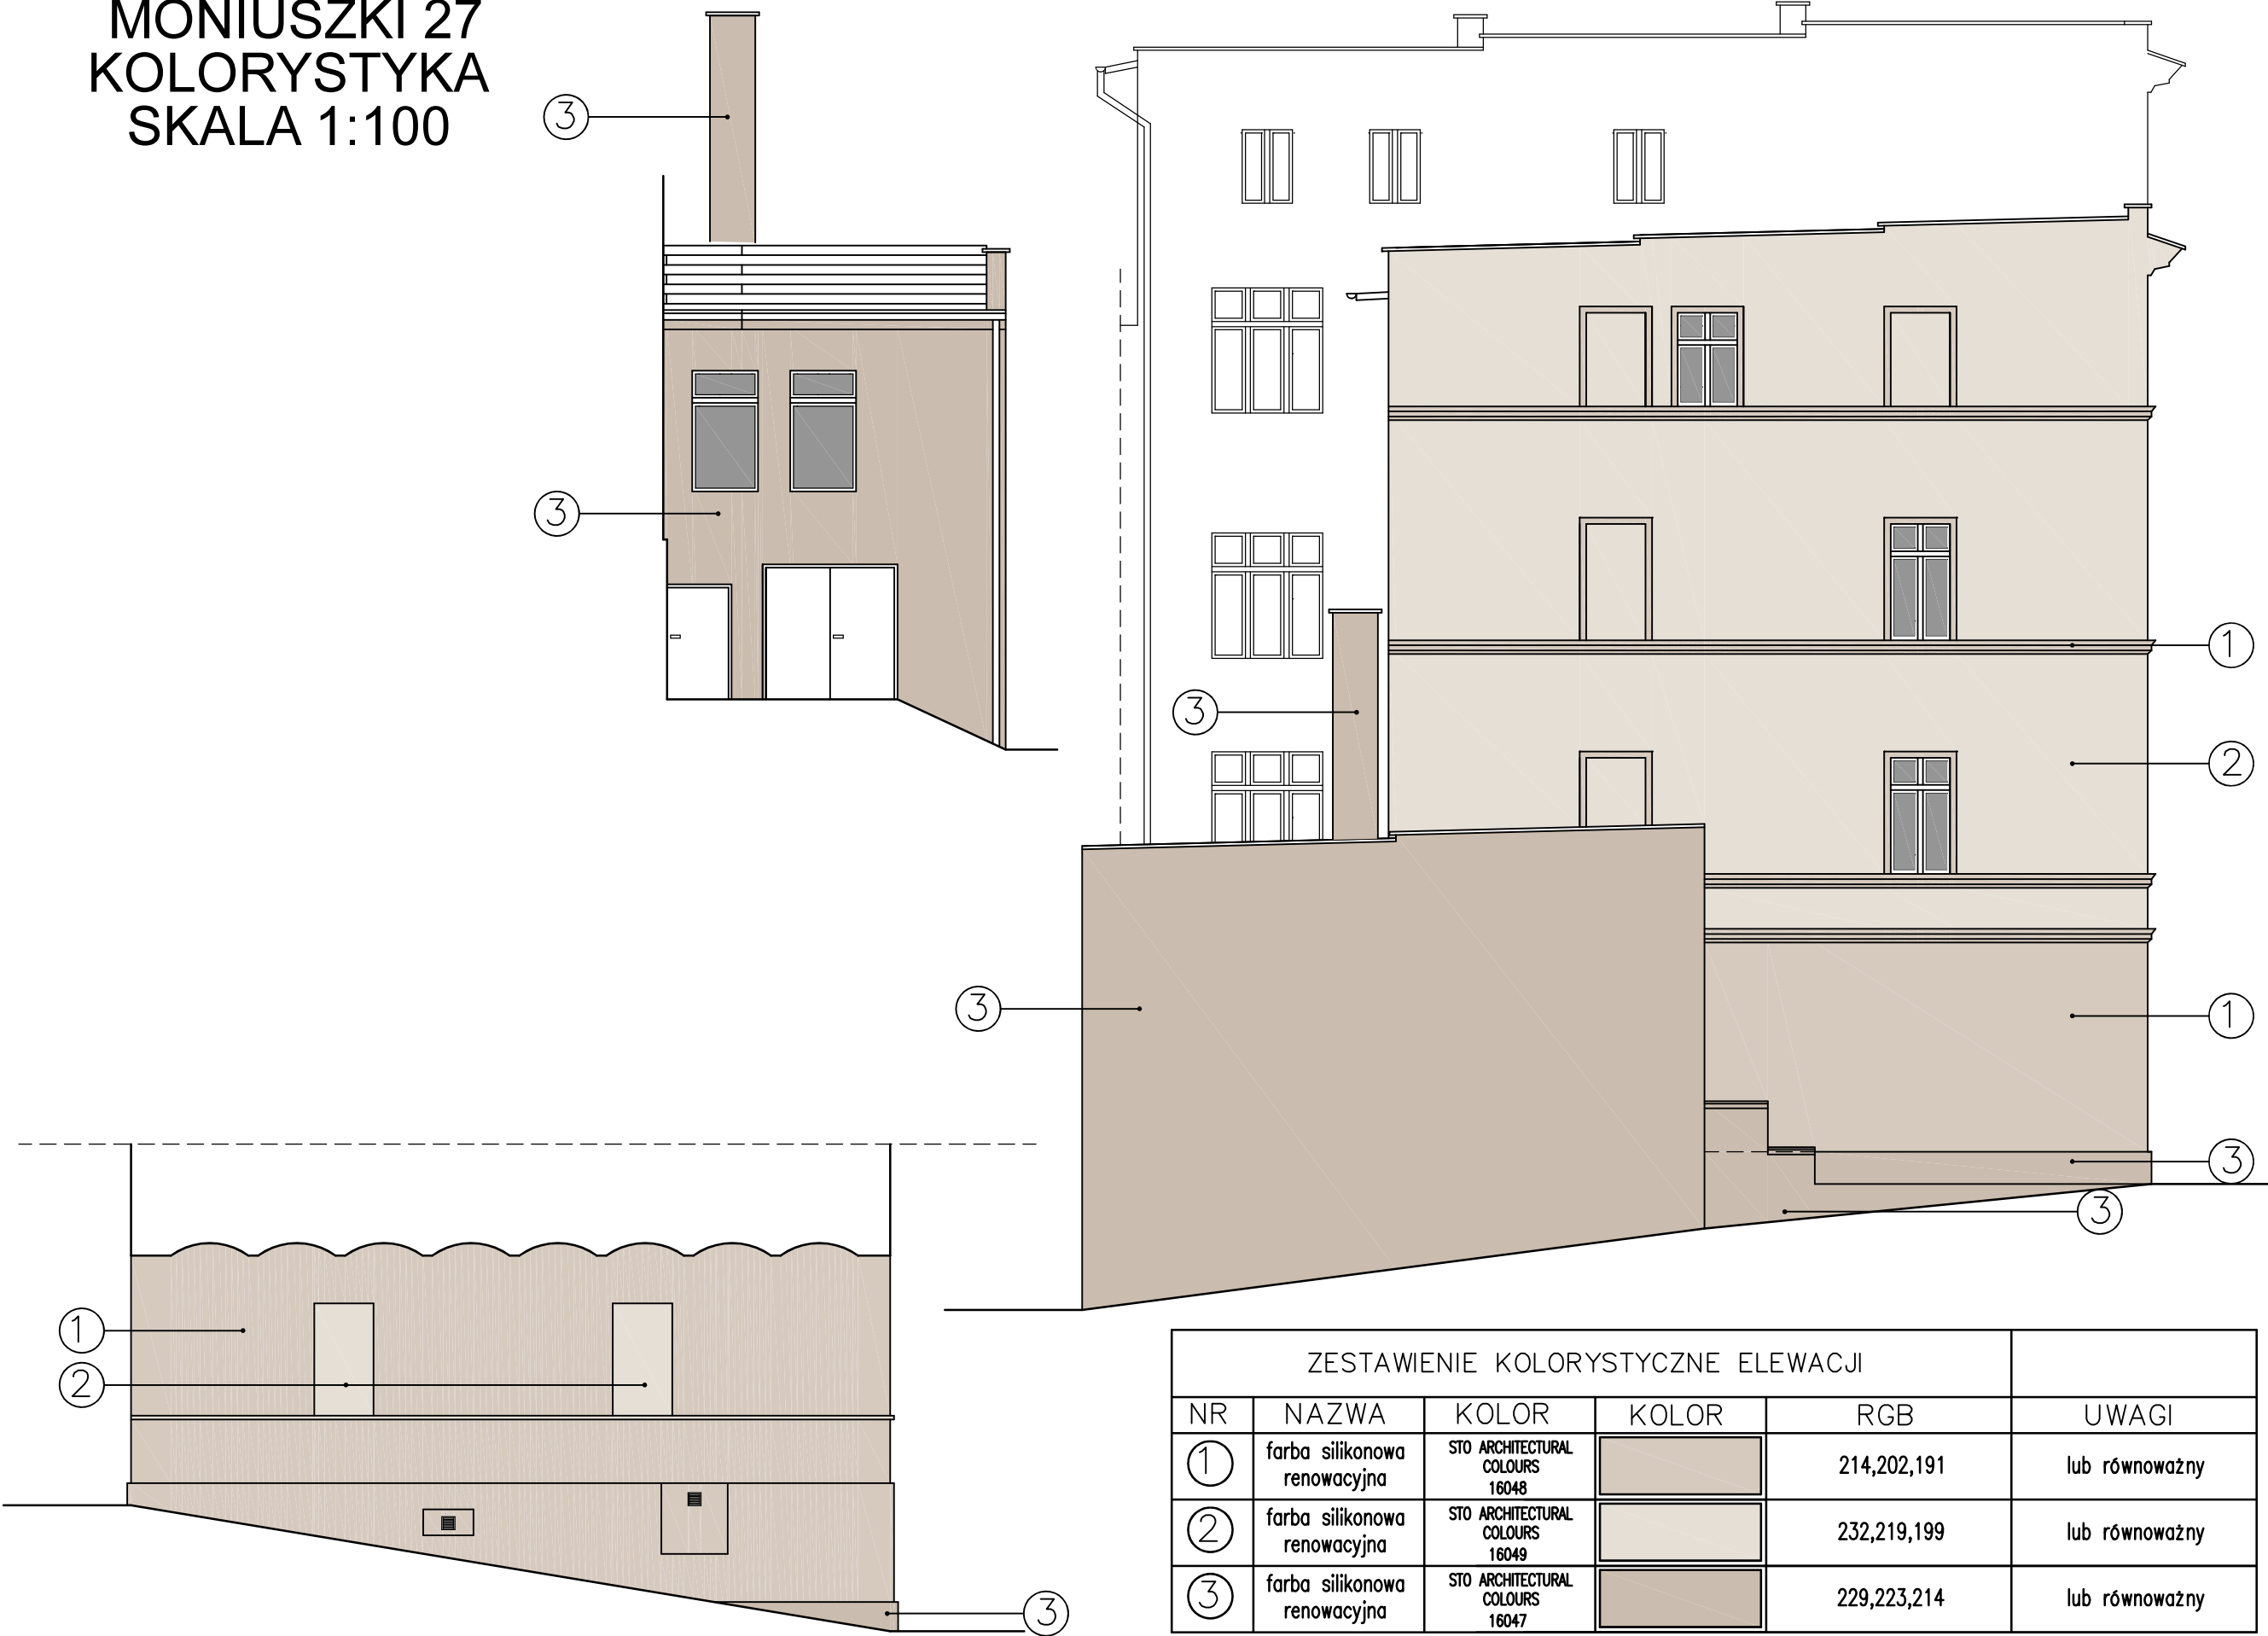 MONIUSZKI 27
KOLORYSTYKA
SKALA 1:100
3
3
1
3
2
3
1
3
3
1
2
3
ZESTAWIENIE KOLORYSTYCZNE ELEWACJI
NR NAZWA KOLOR KOLOR RGB UWAGI
1 farba silikonowa renowacyjna STO ARCHITECTURAL COLOURS 16048 214,202,191 lub równoważny
2 farba silikonowa renowacyjna STO ARCHITECTURAL COLOURS 16049 232,219,199 lub równoważny
3 farba silikonowa renowacyjna STO ARCHITECTURAL COLOURS 16047 229,223,214 lub równoważny